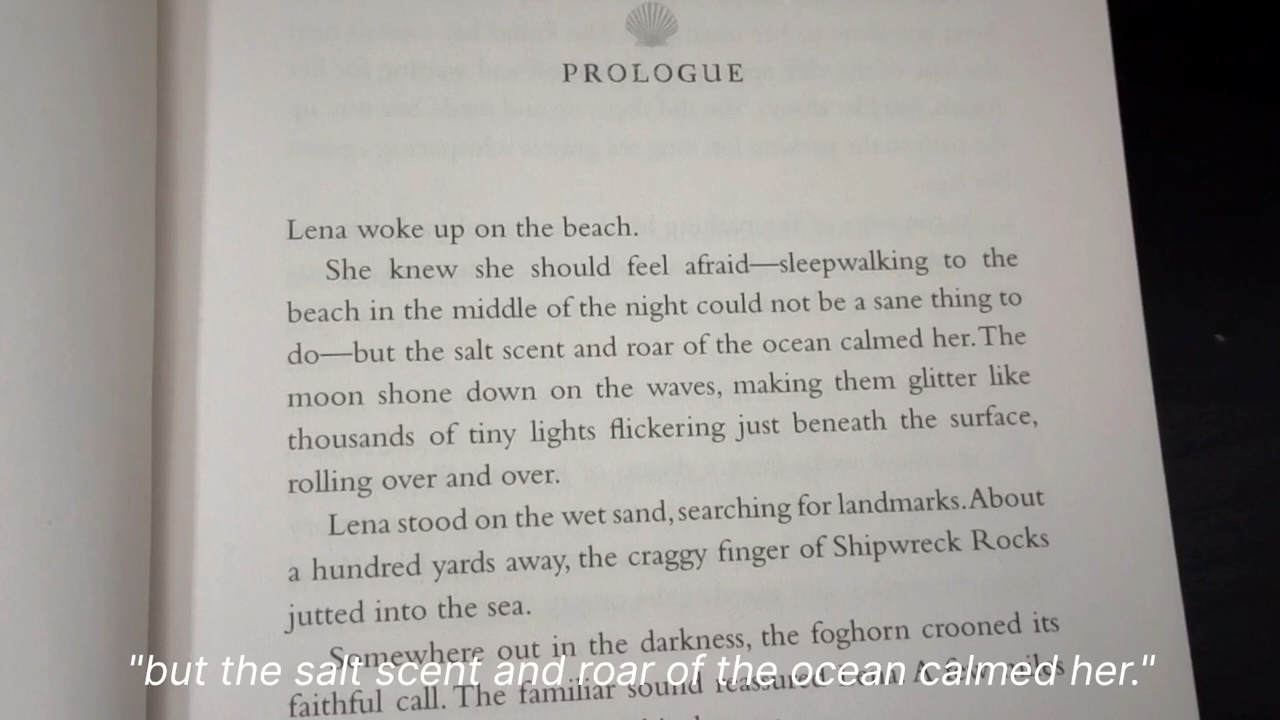 PROLOGUE
Lena woke up on the beach.
She knew she should feel afraid—sleepwalking to the
beach in the middle of the night could not be a sane thing to
do—but the salt scent and roar of the ocean calmed her. The
moon shone down on the waves, making them glitter like
thousands of tiny lights flickering just beneath the surface,
rolling over and over.
Lena stood on the wet sand, searching for landmarks. About
a hundred yards away, the craggy finger of Shipwreck Rocks
jutted into the sea.
Somewhere out in the darkness, the foghorn crooned its
faithful call. The familiar sound reassured Lena. A few miles
"but the salt scent and roar of the ocean calmed her."